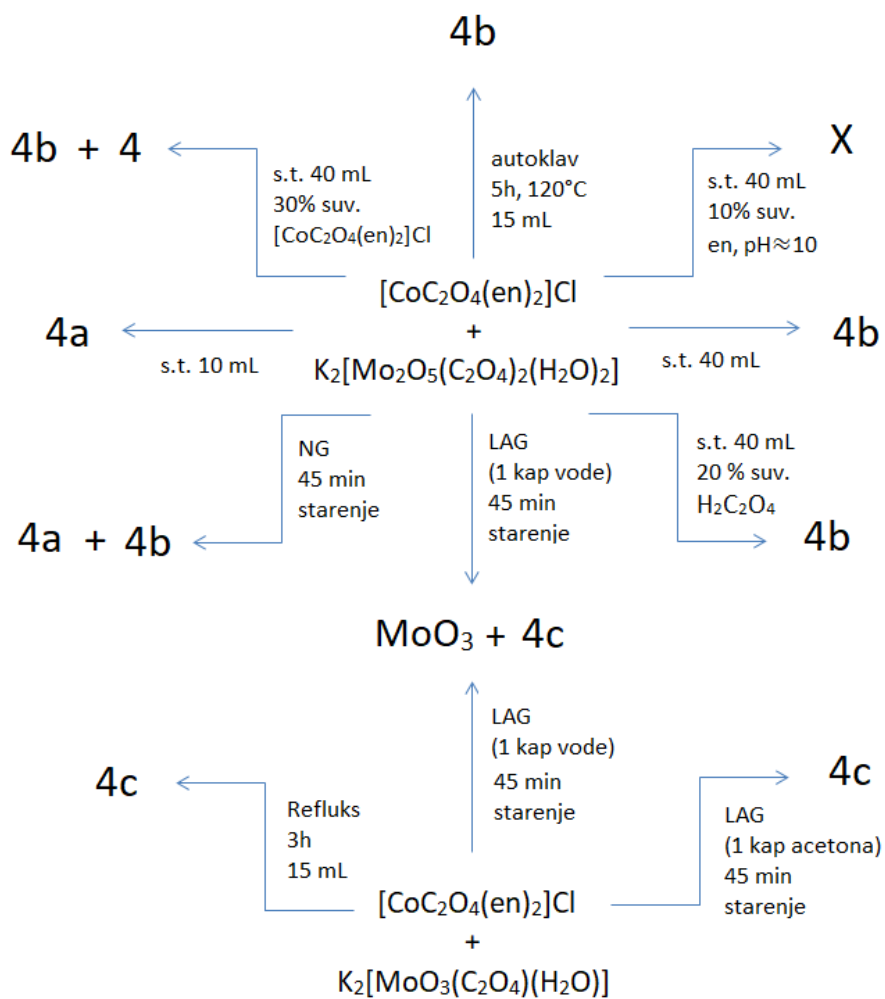 4b
4b + 4
s.t. 40 mL
30% suv.
[CoC₂O₄(en)₂]Cl
autoklav
5h, 120°C
15 mL
X
s.t. 40 mL
10% suv.
en, pH≈10
[CoC₂O₄(en)₂]Cl
+
K₂[Mo₂O₅(C₂O₄)₂(H₂O)₂]
4a
s.t. 10 mL
4b
s.t. 40 mL
NG
45 min
starenje
4a + 4b
LAG
(1 kap vode)
45 min
starenje
s.t. 40 mL
20 % suv.
H₂C₂O₄
4b
MoO₃ + 4c
LAG
(1 kap vode)
45 min
starenje
4c
Refluks
3h
15 mL
4c
LAG
(1 kap acetona)
45 min
starenje
[CoC₂O₄(en)₂]Cl
+
K₂[MoO₃(C₂O₄)(H₂O)]